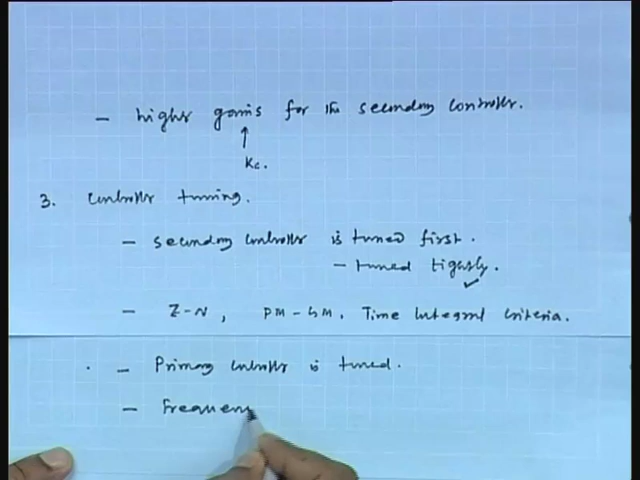 - higher gains for the secondary controller.
Kc.
3. Controller tuning.
- secondary controller is tuned first.
- tuned tightly.
- Z-N, PM-GM. Time Integral Criteria.
- Primary controller is tuned.
- Frequen